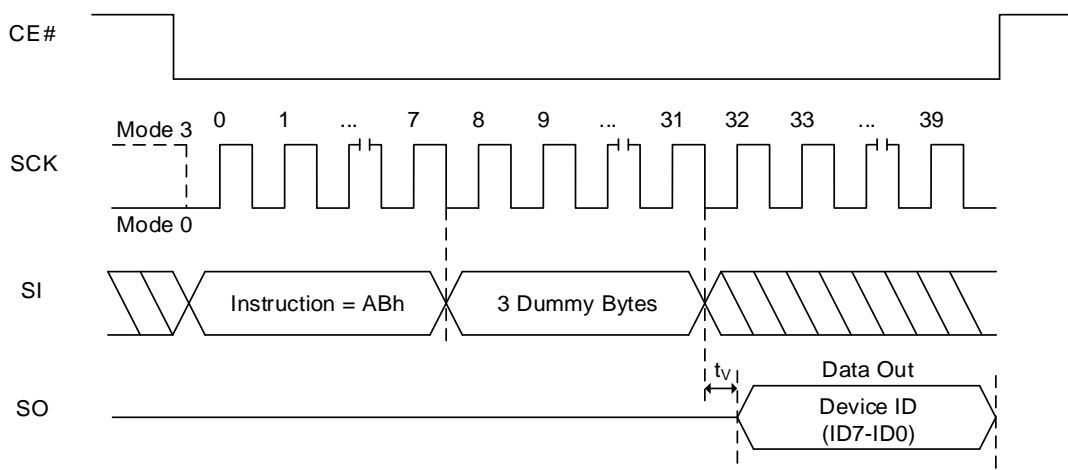 CE#
0 1 ... 7 8 9 ... 31 32 33 ... 39
Mode 3
SCK
Mode 0
SI
Instruction = ABh
3 Dummy Bytes
tV
Data Out
SO
Device ID
(ID7-ID0)